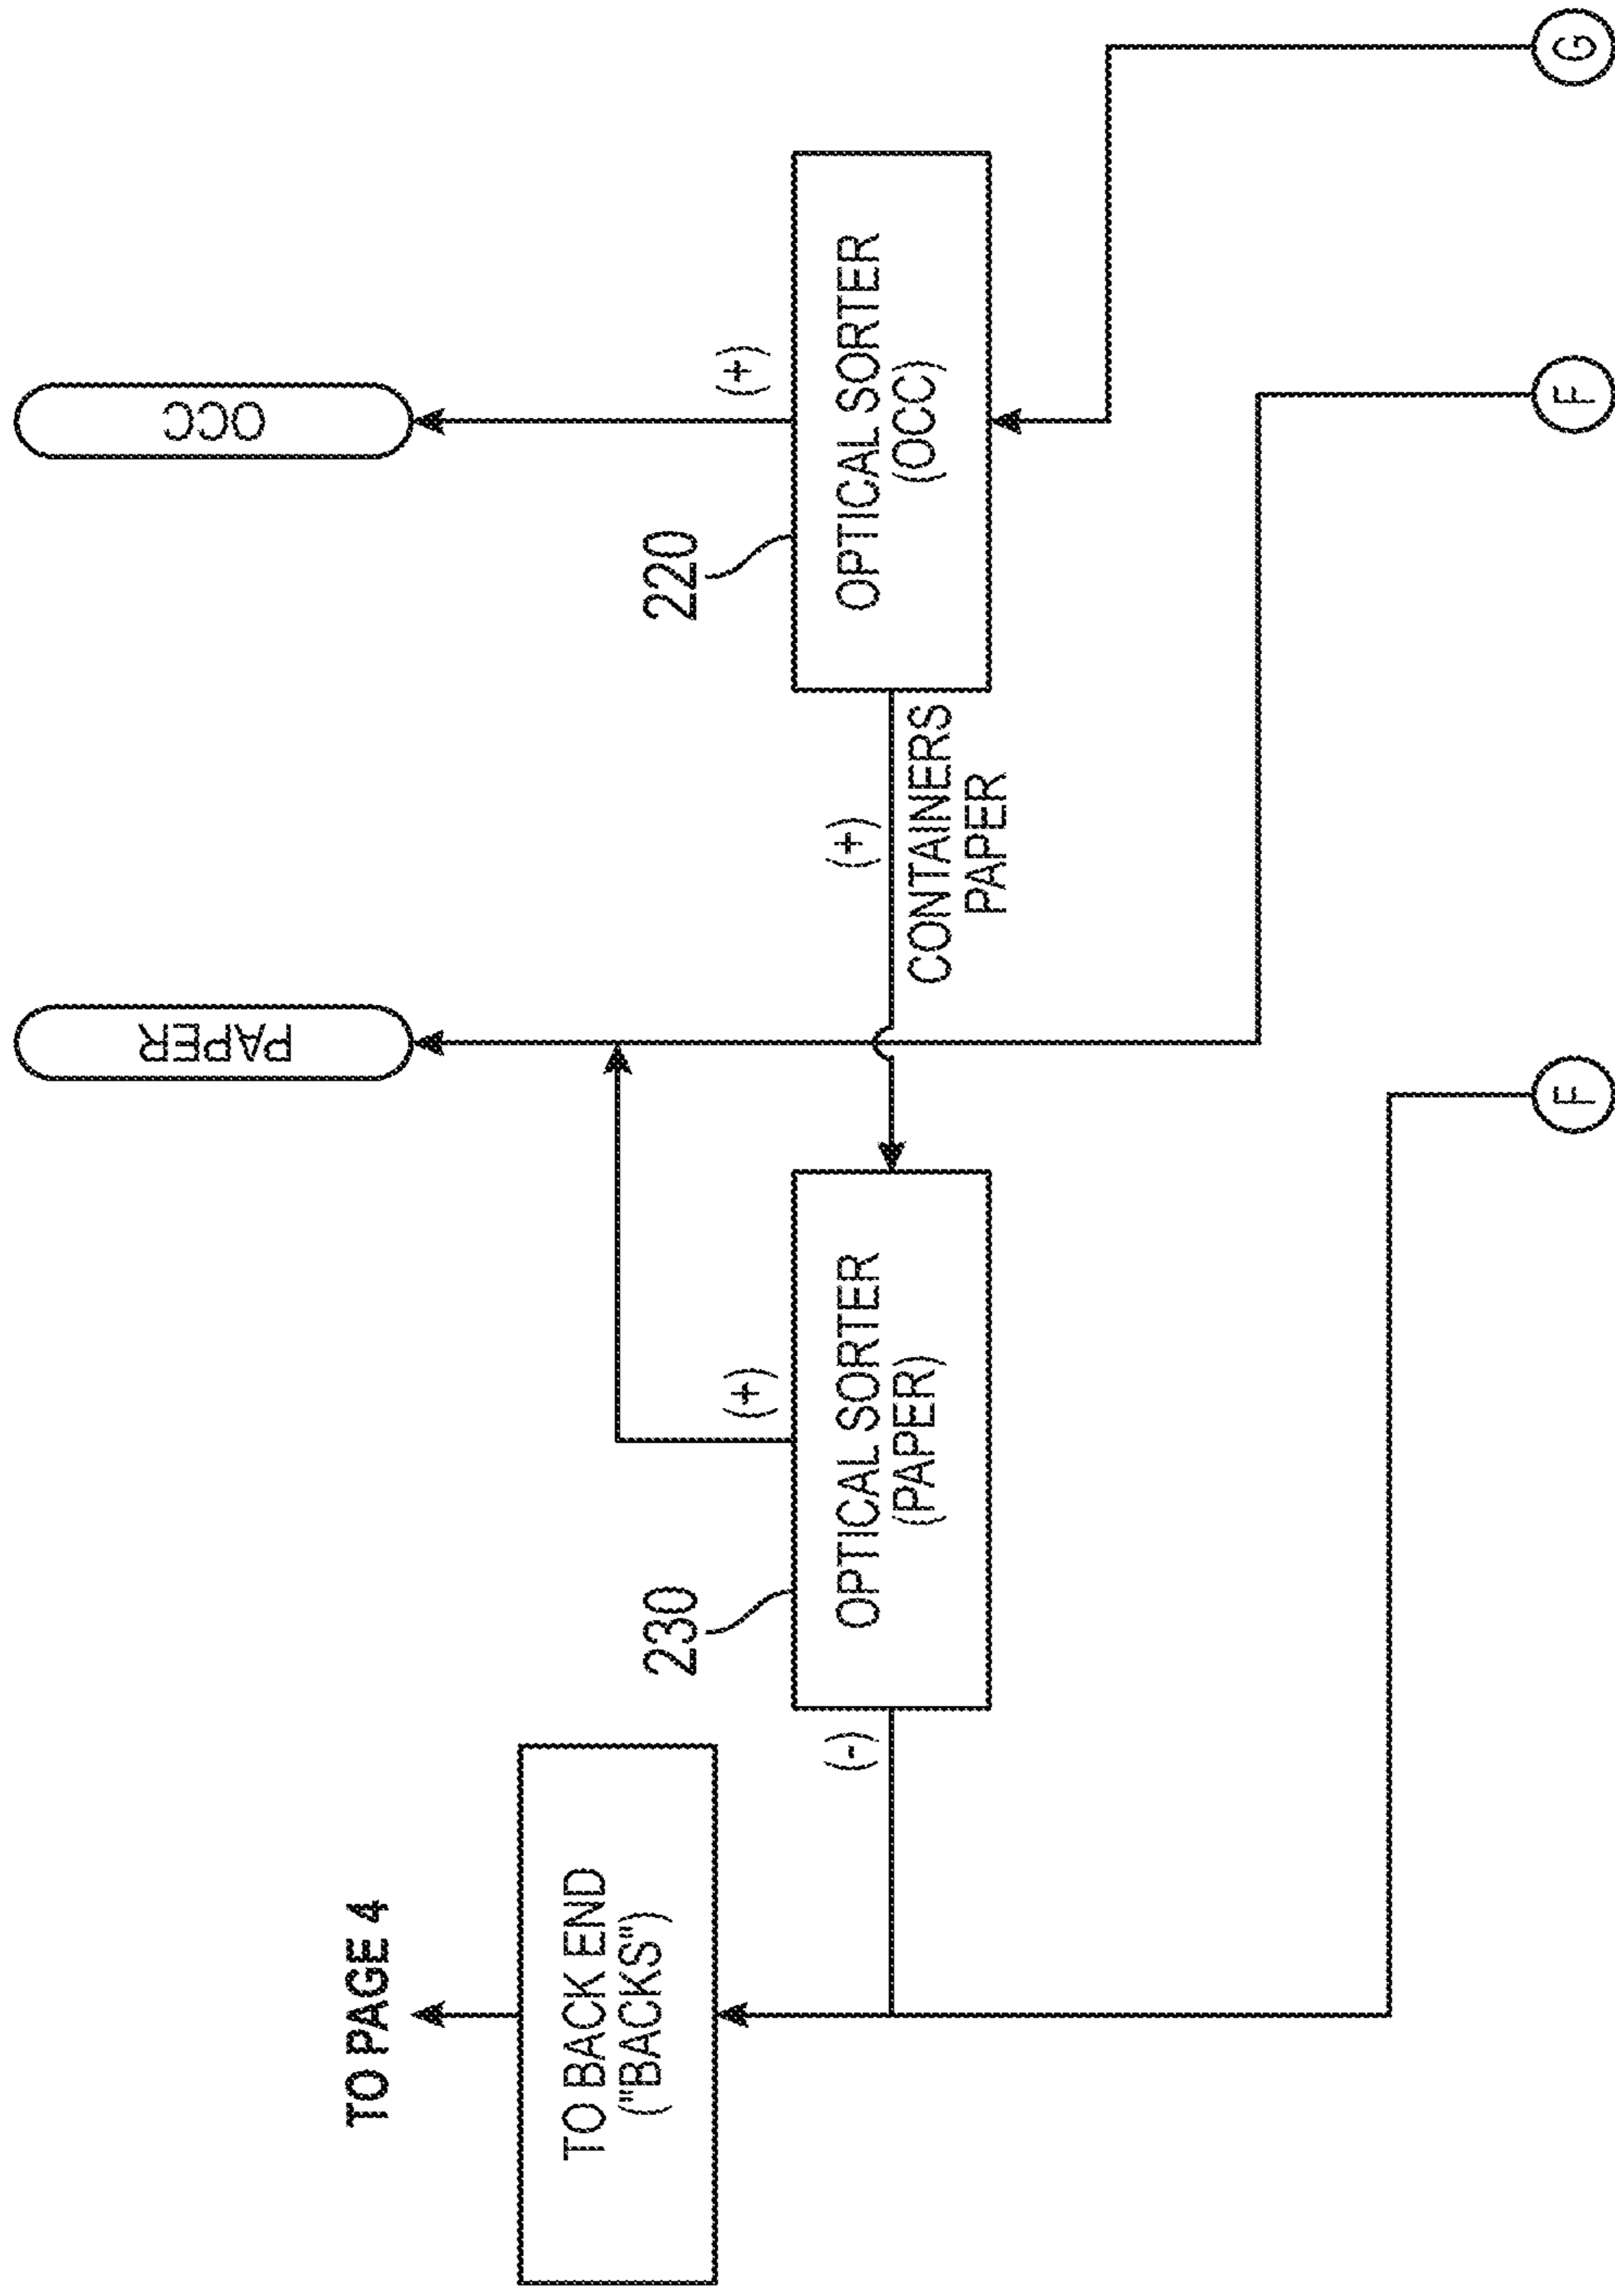 TO BACK END
("BACKS")
TO PAGE 4
(-)
230
OPTICAL SORTER
(PAPER)
(+)
F
PAPER
(+)
CONTAINERS
PAPER
220
OPTICAL SORTER
(OCC)
(+)
F
OCC
G